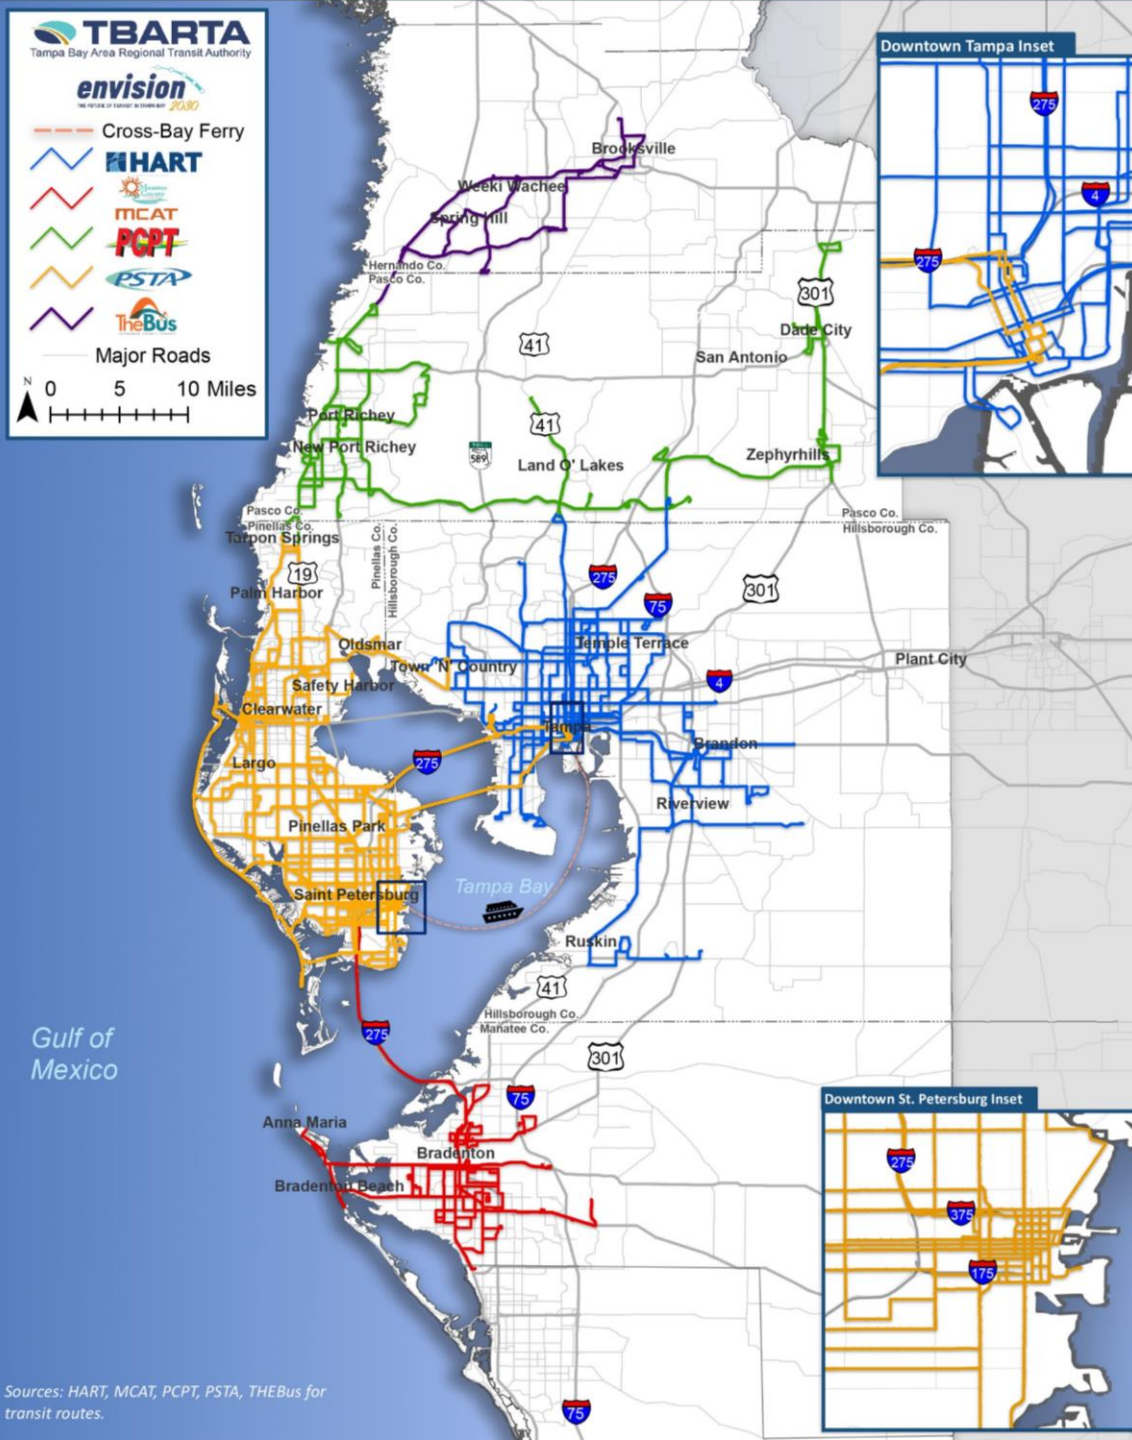 TBARTA
Tampa Bay Area Regional Transit Authority
envision
2030
Cross-Bay Ferry
HART
Manatee
County
MCAT
PCPT
PSTA
TheBus
Major Roads
N
0 5 10 Miles
Downtown Tampa Inset
275
4
275
Brooksville
Weeki Wachee
Spring Hill
Hernando Co.
Pasco Co.
301
41
Dade City
San Antonio
Port Richey
41
New Port Richey
TOLL
589
Land O' Lakes
Zephyrhills
Pasco Co.
Pinellas Co.
Pasco Co.
Hillsborough Co.
Tarpon Springs
Pinellas Co.
Hillsborough Co.
19
275
301
Palm Harbor
75
Oldsmar
Temple Terrace
Town 'N' Country
Plant City
Safety Harbor
4
Clearwater
Tampa
Brandon
Largo
275
Riverview
Pinellas Park
Saint Petersburg
Tampa Bay
Ruskin
41
Hillsborough Co.
Manatee Co.
275
Gulf of
Mexico
301
75
Anna Maria
Bradenton
Bradenton Beach
Downtown St. Petersburg Inset
275
375
175
Sources: HART, MCAT, PCPT, PSTA, THEBus for
transit routes.
75